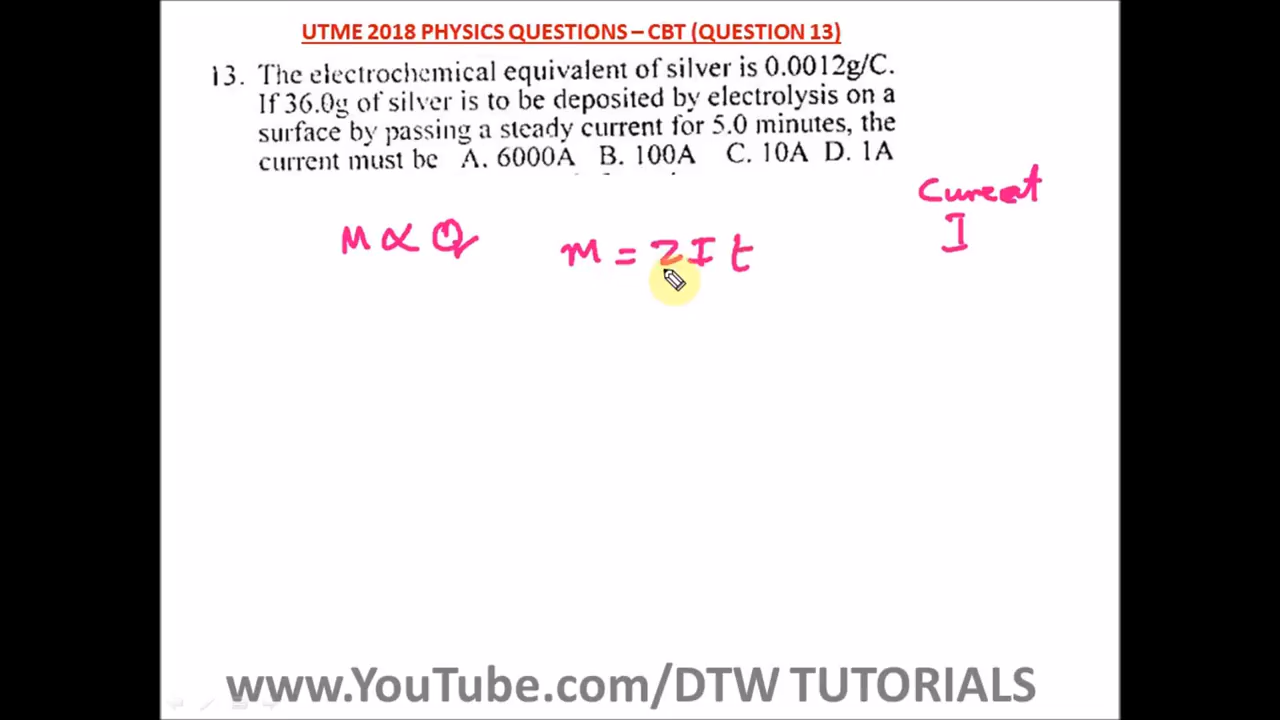 UTME 2018 PHYSICS QUESTIONS – CBT (QUESTION 13)
13. The electrochemical equivalent of silver is 0.0012g/C.
If 36.0g of silver is to be deposited by electrolysis on a
surface by passing a steady current for 5.0 minutes, the
current must be A. 6000A B. 100A C. 10A D. 1A
Current
I
M ∝ Q
m = Z I t
www.YouTube.com/DTW TUTORIALS